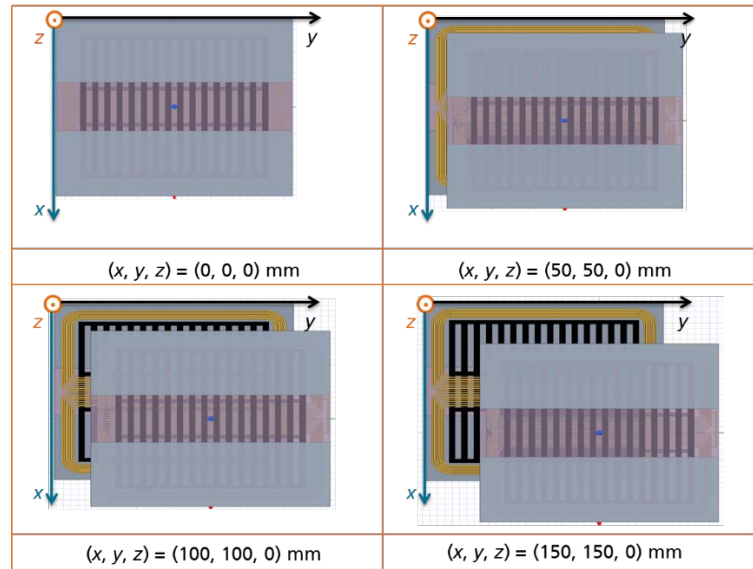 z
y
x
z
y
x
(x, y, z) = (0, 0, 0) mm
(x, y, z) = (50, 50, 0) mm
z
y
x
z
y
x
(x, y, z) = (100, 100, 0) mm
(x, y, z) = (150, 150, 0) mm